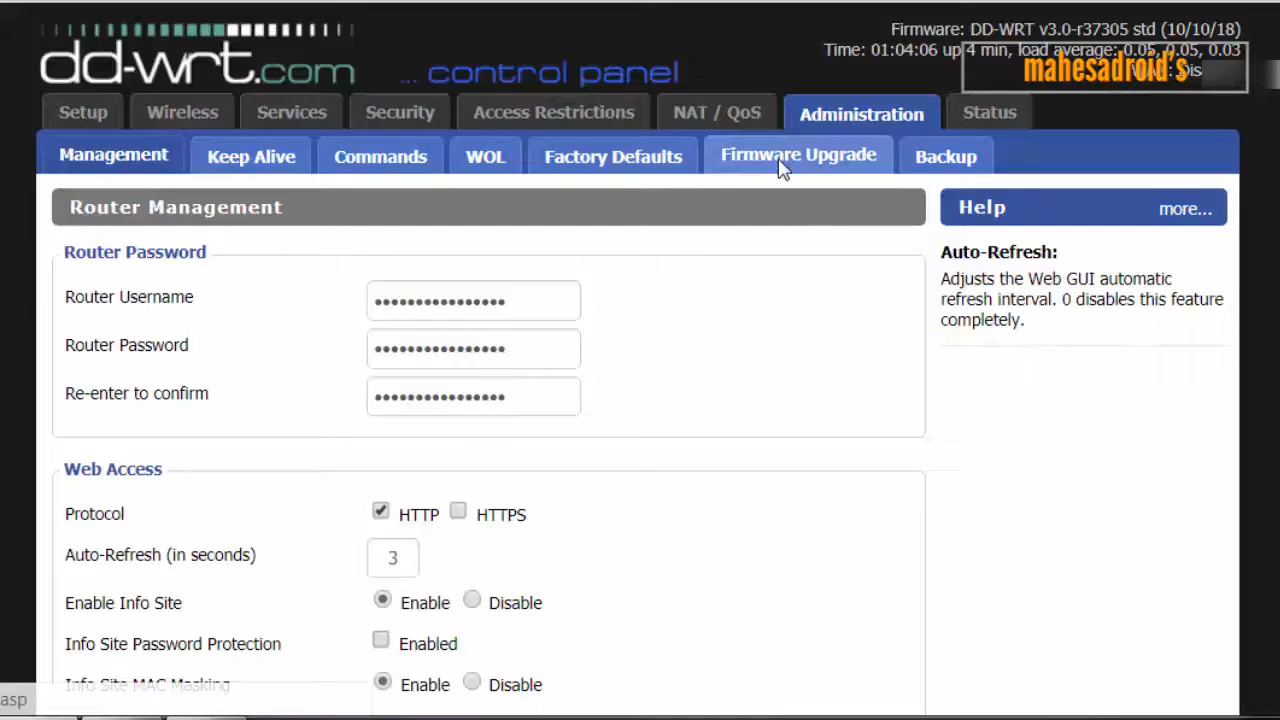 dd-wrt.com ... control panel
Firmware: DD-WRT v3.0-r37305 std (10/10/18)
Time: 01:04:06 up 4 min, load average: 0.05, 0.05, 0.03
mahesadroid's
Dis
Setup Wireless Services Security Access Restrictions NAT / QoS Administration Status
Management Keep Alive Commands WOL Factory Defaults Firmware Upgrade Backup
Router Management
Help more...
Router Password
Auto-Refresh:
Adjusts the Web GUI automatic
refresh interval. 0 disables this feature
completely.
Router Username ••••••••••••••••
Router Password ••••••••••••••••
Re-enter to confirm ••••••••••••••••
Web Access
Protocol HTTP HTTPS
Auto-Refresh (in seconds) 3
Enable Info Site Enable Disable
Info Site Password Protection Enabled
Info Site MAC Masking Enable Disable
asp